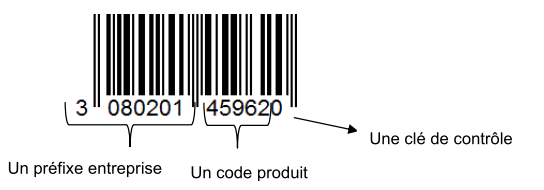 3 080201 459620
Une clé de contrôle
Un préfixe entreprise
Un code produit